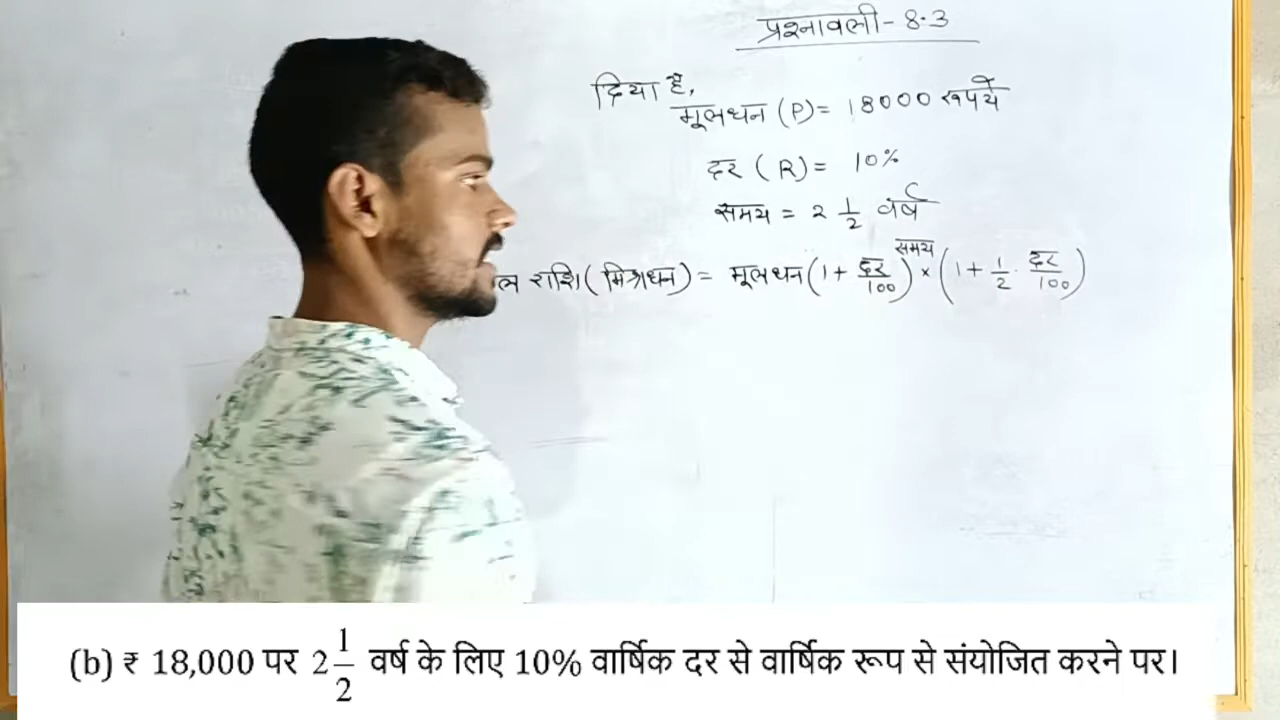 प्रश्नावली - 8.3
दिया है,
मूलधन (P) = 18000 रूपये
दर (R) = 10%
समय = 2 1/2 वर्ष
राशि (मिश्रधन) = मूलधन (1 + दर/100)^समय × (1 + 1/2 · दर/100)
(b) ₹ 18,000 पर 2 1/2 वर्ष के लिए 10% वार्षिक दर से वार्षिक रूप से संयोजित करने पर।